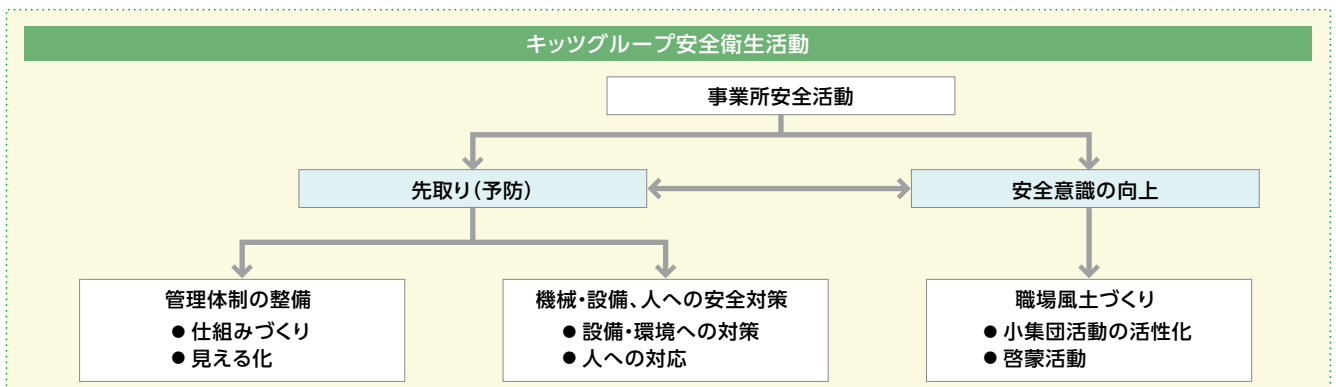 キッツグループ安全衛生活動
事業所安全活動
先取り（予防）
安全意識の向上
管理体制の整備
● 仕組みづくり
● 見える化
機械・設備、人への安全対策
● 設備・環境への対策
● 人への対応
職場風土づくり
● 小集団活動の活性化
● 啓蒙活動